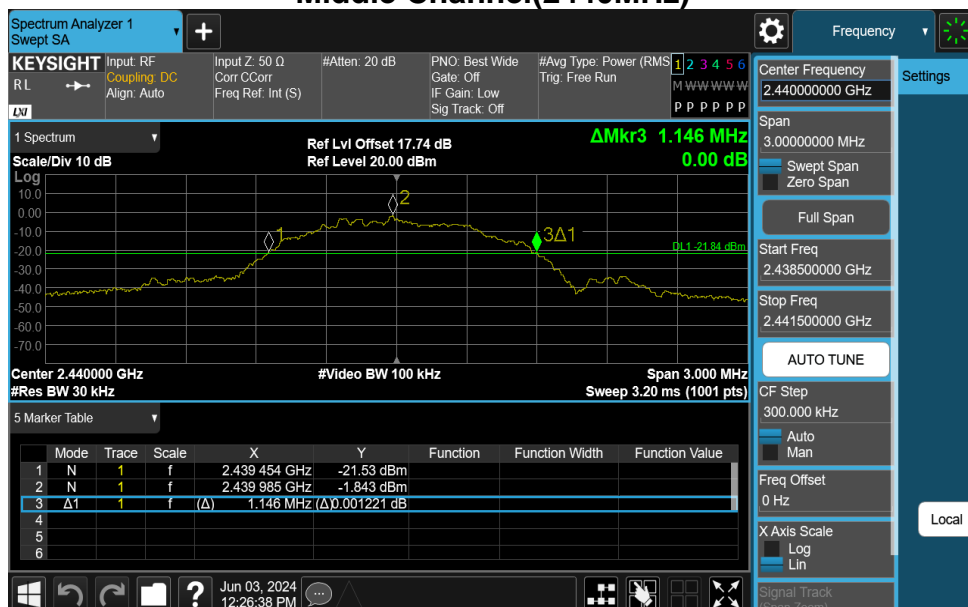 Spectrum Analyzer 1
Swept SA
+
Frequency
KEYSIGHT
R L
LXI
Input: RF
Coupling: DC
Align: Auto
Input Z: 50 Ω
Corr CCorr
Freq Ref: Int (S)
#Atten: 20 dB
PNO: Best Wide
Gate: Off
IF Gain: Low
Sig Track: Off
#Avg Type: Power (RMS
Trig: Free Run
1 2 3 4 5 6
M W W W W W
P P P P P P
1 Spectrum
Scale/Div 10 dB
Log
Ref Lvl Offset 17.74 dB
Ref Level 20.00 dBm
ΔMkr3 1.146 MHz
0.00 dB
10.0
0.00
-10.0
-20.0
-30.0
-40.0
-50.0
-60.0
-70.0
1
2
3Δ1
DL1 -21.84 dBm
Center 2.440000 GHz
#Video BW 100 kHz
Span 3.000 MHz
#Res BW 30 kHz
Sweep 3.20 ms (1001 pts)
5 Marker Table
Mode Trace Scale X Y Function Function Width Function Value
1 N 1 f 2.439 454 GHz -21.53 dBm
2 N 1 f 2.439 985 GHz -1.843 dBm
3 Δ1 1 f (Δ) 1.146 MHz (Δ)0.001221 dB
4
5
6
?
Jun 03, 2024
12:26:38 PM
Center Frequency
2.440000000 GHz
Settings
Span
3.00000000 MHz
Swept Span
Zero Span
Full Span
Start Freq
2.438500000 GHz
Stop Freq
2.441500000 GHz
AUTO TUNE
CF Step
300.000 kHz
Auto
Man
Freq Offset
0 Hz
Local
X Axis Scale
Log
Lin
Signal Track